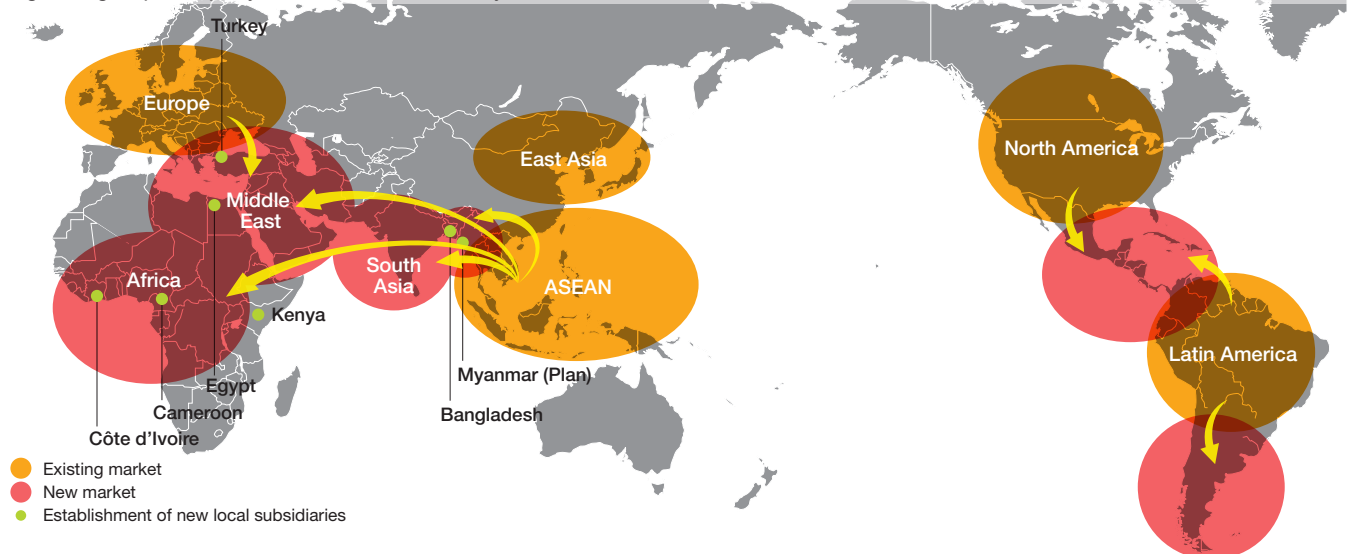 Turkey
Europe
East Asia
North America
Middle
East
South
Asia
Africa
ASEAN
Kenya
Latin America
Myanmar (Plan)
Egypt
Cameroon
Bangladesh
Côte d’Ivoire
Existing market
New market
Establishment of new local subsidiaries